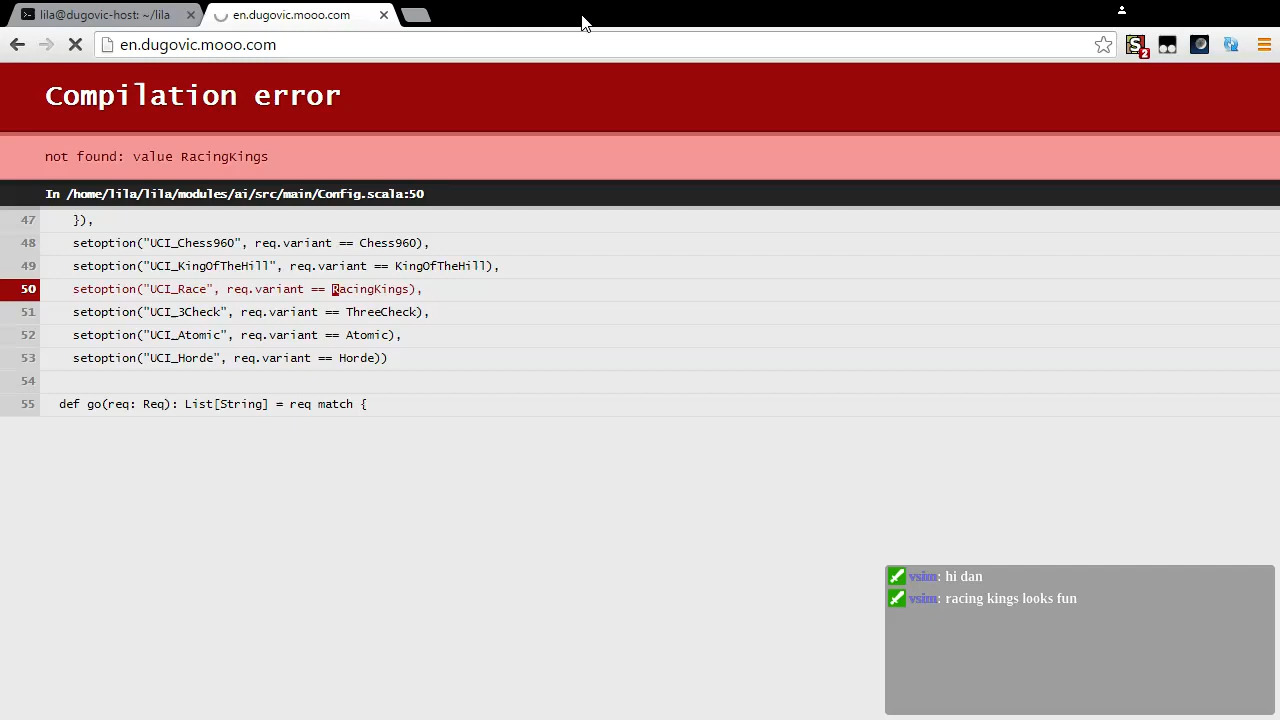 lila@dugovic-host: ~/lila
en.dugovic.mooo.com
en.dugovic.mooo.com
2
Compilation error
not found: value RacingKings
In /home/lila/lila/modules/ai/src/main/Config.scala:50
47 }),
48 setoption("UCI_Chess960", req.variant == Chess960),
49 setoption("UCI_KingOfTheHill", req.variant == KingOfTheHill),
50 setoption("UCI_Race", req.variant == RacingKings),
51 setoption("UCI_3Check", req.variant == ThreeCheck),
52 setoption("UCI_Atomic", req.variant == Atomic),
53 setoption("UCI_Horde", req.variant == Horde))
54
55 def go(req: Req): List[String] = req match {
vsim: hi dan
vsim: racing kings looks fun